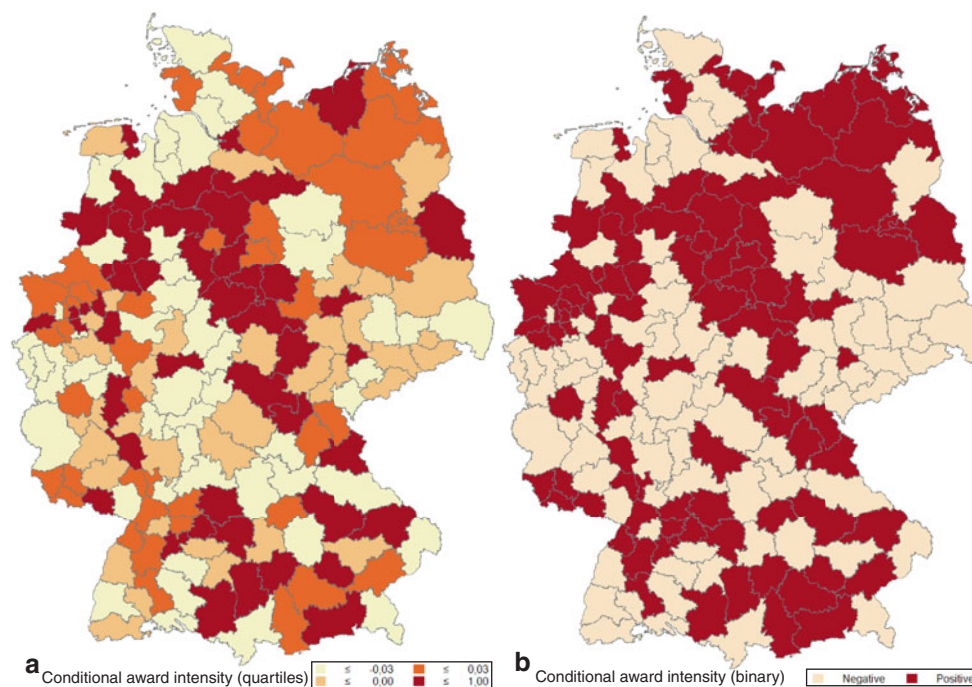 a Conditional award intensity (quartiles) ≤ -0,03 ≤ 0,03
≤ 0,00 ≤ 1,00
b Conditional award intensity (binary) Negative Positive